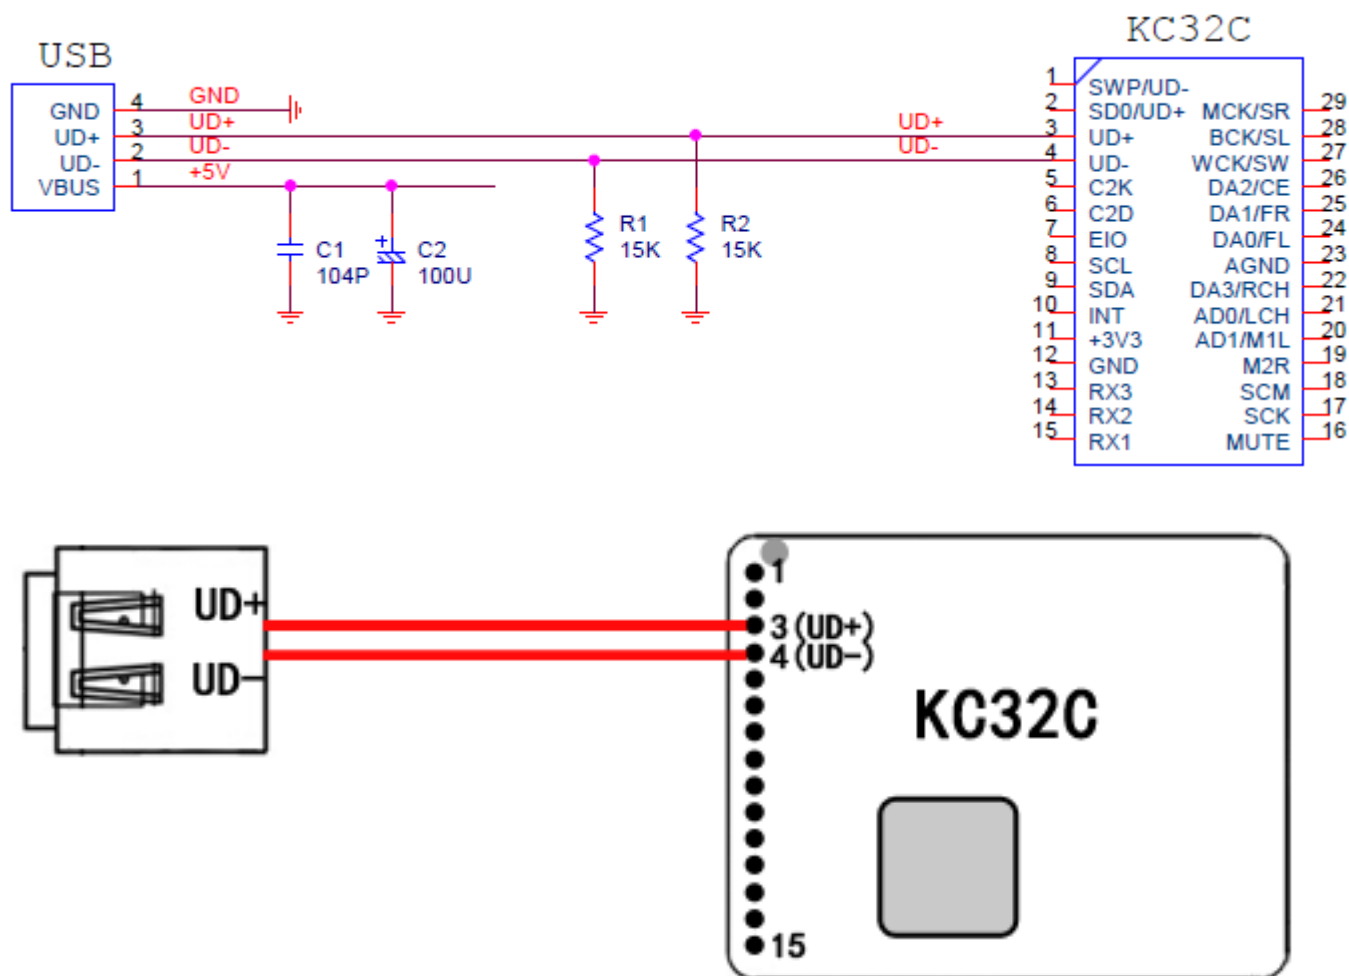 KC32C
USB
GND 4 GND
UD+ 3 UD+ UD+
UD- 2 UD- UD-
VBUS 1 +5V
C1
104P
C2
100U
R1
15K
R2
15K
1 SWP/UD-
2 SD0/UD+ MCK/SR 29
3 UD+ BCK/SL 28
4 UD- WCK/SW 27
5 C2K DA2/CE 26
6 C2D DA1/FR 25
7 EIO DA0/FL 24
8 SCL AGND 23
9 SDA DA3/RCH 22
10 INT AD0/LCH 21
11 +3V3 AD1/M1L 20
12 GND M2R 19
13 RX3 SCM 18
14 RX2 SCK 17
15 RX1 MUTE 16
UD+
UD-
1
3(UD+)
4(UD-)
KC32C
15